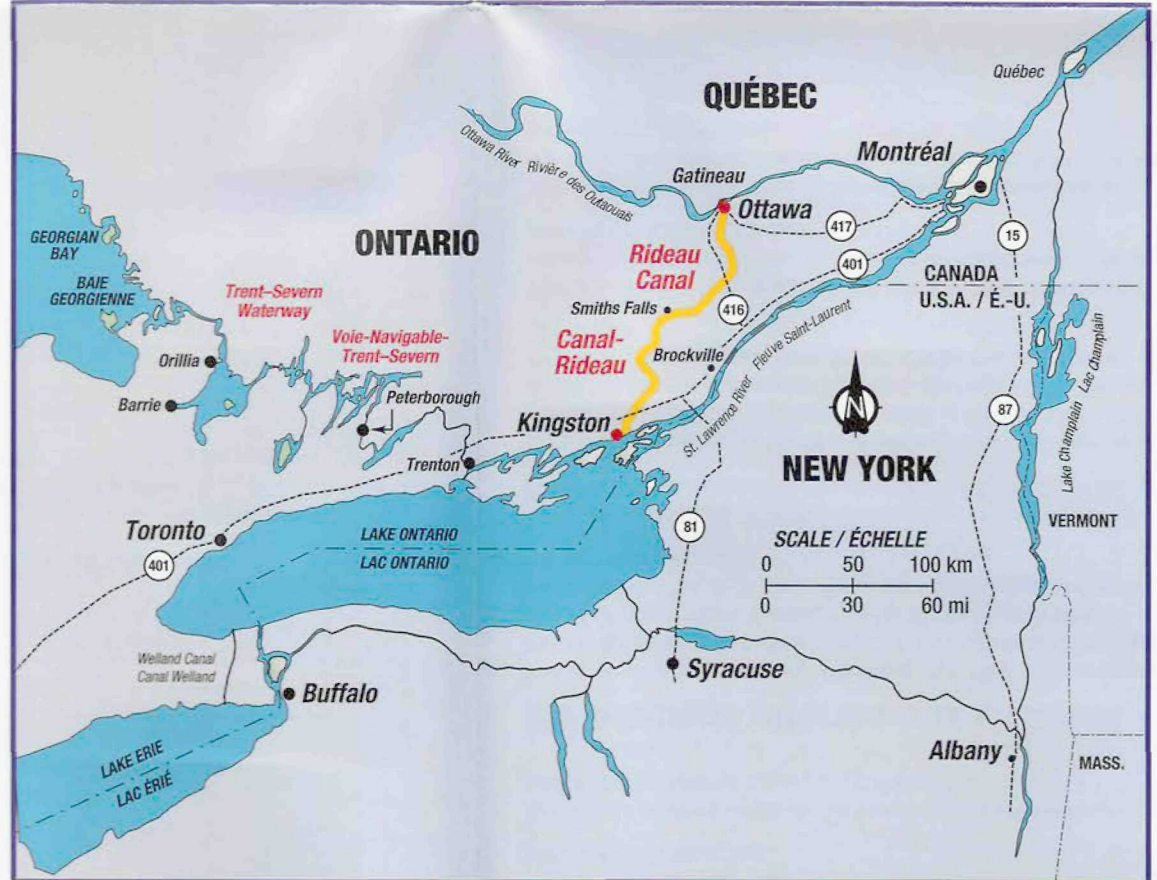 QUÉBEC
Québec
Ottawa River Rivière des Outaouais
Gatineau
Montréal
Ottawa
417
15
GEORGIAN
BAY
BAIE
GEORGIENNE
ONTARIO
Rideau
Canal
401
CANADA
U.S.A. / É.-U.
Trent–Severn
Waterway
Smiths Falls
416
Voie-Navigable-
Trent–Severn
Canal-
Rideau
Brockville
St. Lawrence River Fleuve Saint-Laurent
Lake Champlain Lac Champlain
Orillia
Barrie
Peterborough
Kingston
N
87
Trenton
NEW YORK
Toronto
401
LAKE ONTARIO
LAC ONTARIO
81
VERMONT
SCALE / ÉCHELLE
0 50 100 km
0 30 60 mi
Welland Canal
Canal Welland
Buffalo
Syracuse
LAKE ERIE
LAC ÉRIÉ
Albany
MASS.